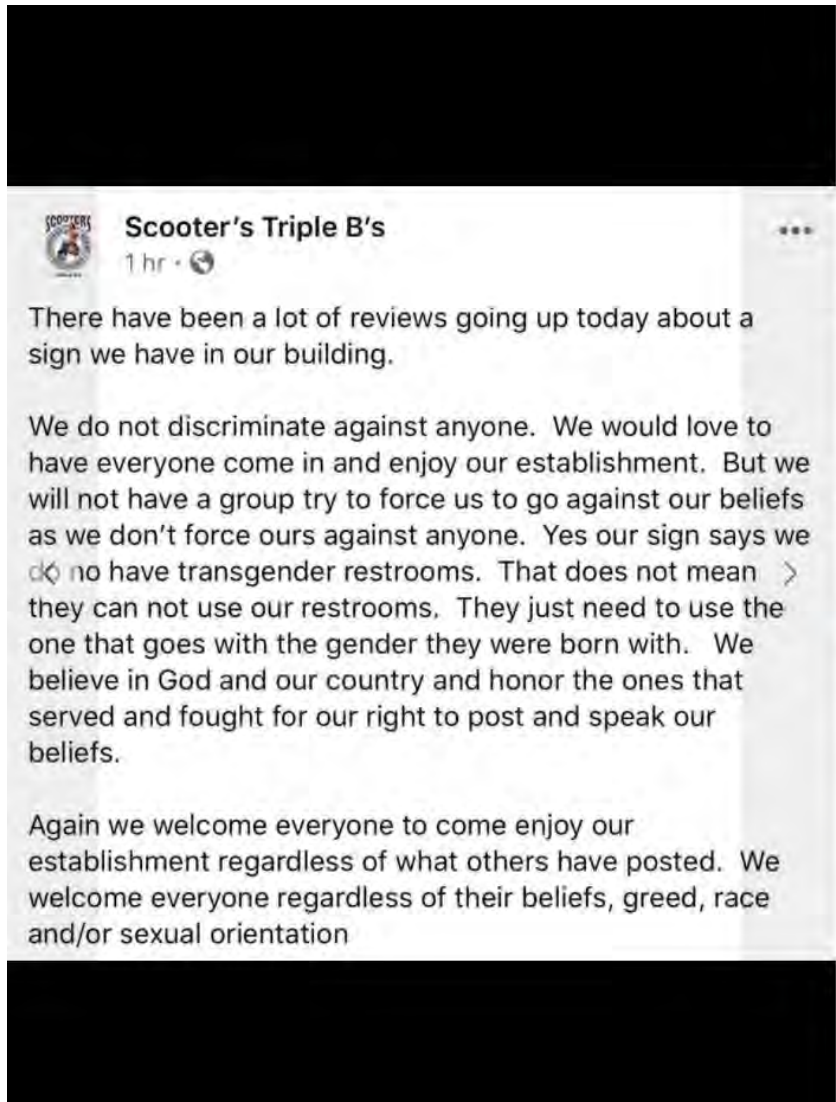 SCOOTERS
Scooter's Triple B's
1 hr ·
There have been a lot of reviews going up today about a
sign we have in our building.
We do not discriminate against anyone.  We would love to
have everyone come in and enjoy our establishment.  But we
will not have a group try to force us to go against our beliefs
as we don't force ours against anyone.  Yes our sign says we
do no have transgender restrooms.  That does not mean
they can not use our restrooms.  They just need to use the
one that goes with the gender they were born with.   We
believe in God and our country and honor the ones that
served and fought for our right to post and speak our
beliefs.
Again we welcome everyone to come enjoy our
establishment regardless of what others have posted.  We
welcome everyone regardless of their beliefs, greed, race
and/or sexual orientation